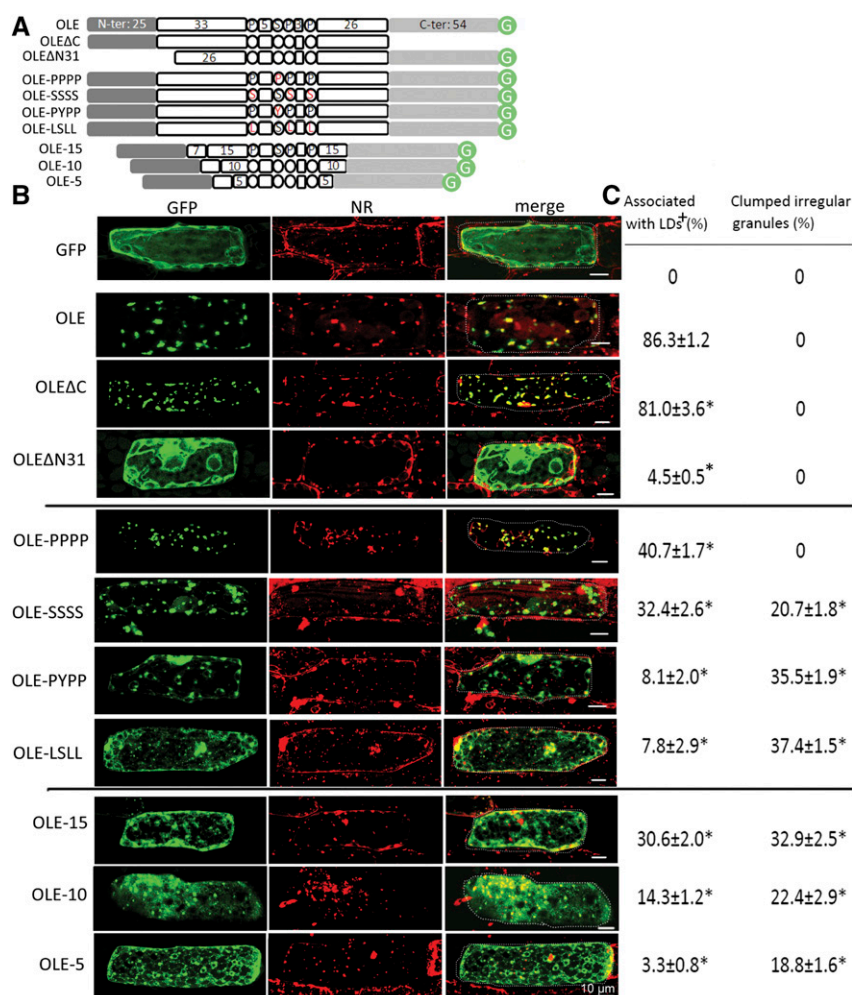 A
OLE N-ter: 25 33 P 5 S P 3 P 26 C-ter: 54 G
OLEΔC G
OLEΔN31 26 G
OLE-PPPP P P P P G
OLE-SSSS S S S S G
OLE-PYPP P Y P P G
OLE-LSLL L S L L G
OLE-15 7 15 P S P P 15 G
OLE-10 10 10 G
OLE-5 5 5 G
B GFP NR merge
C Associated with LDs+(%) Clumped irregular granules (%)
GFP 0 0
OLE 86.3±1.2 0
OLEΔC 81.0±3.6* 0
OLEΔN31 4.5±0.5* 0
OLE-PPPP 40.7±1.7* 0
OLE-SSSS 32.4±2.6* 20.7±1.8*
OLE-PYPP 8.1±2.0* 35.5±1.9*
OLE-LSLL 7.8±2.9* 37.4±1.5*
OLE-15 30.6±2.0* 32.9±2.5*
OLE-10 14.3±1.2* 22.4±2.9*
OLE-5 3.3±0.8* 18.8±1.6*
10 μm